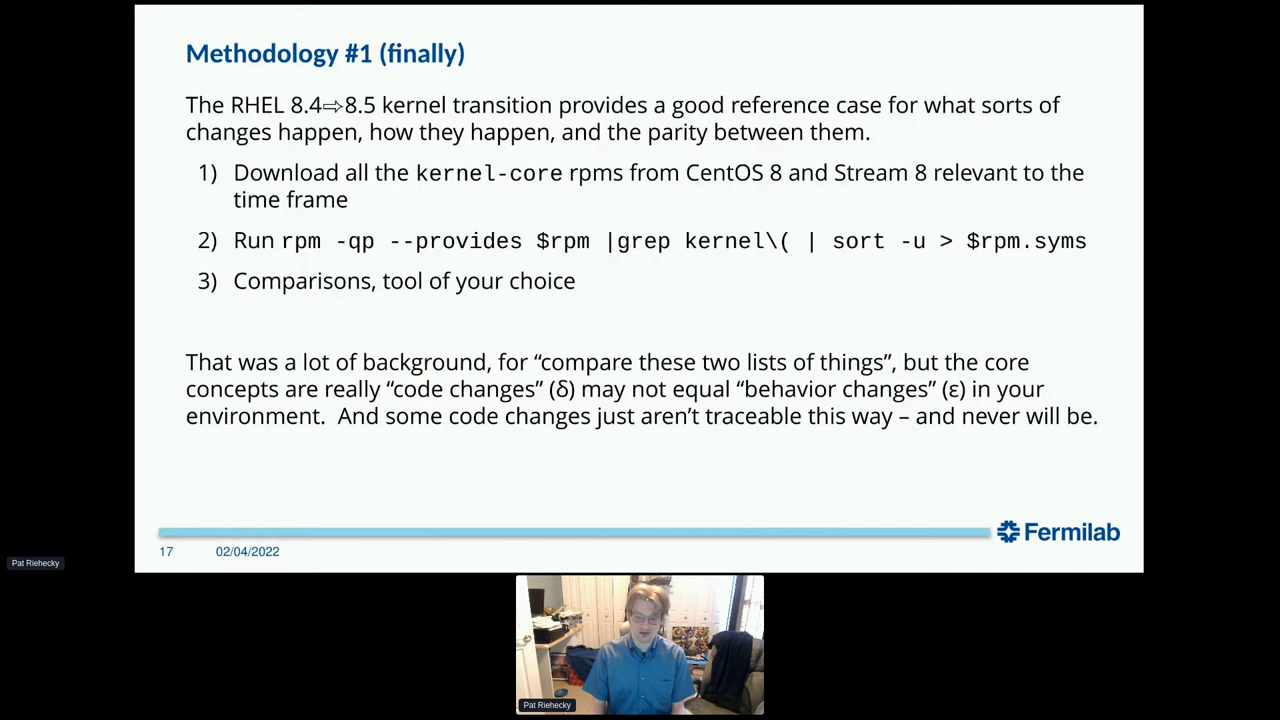 Methodology #1 (finally)
The RHEL 8.4⇨8.5 kernel transition provides a good reference case for what sorts of
changes happen, how they happen, and the parity between them.
1) Download all the kernel-core rpms from CentOS 8 and Stream 8 relevant to the
time frame
2) Run rpm -qp --provides $rpm |grep kernel\( | sort -u > $rpm.syms
3) Comparisons, tool of your choice
That was a lot of background, for “compare these two lists of things”, but the core
concepts are really “code changes” (δ) may not equal “behavior changes” (ε) in your
environment.  And some code changes just aren’t traceable this way – and never will be.
Fermilab
17 02/04/2022
Pat Riehecky
Pat Riehecky